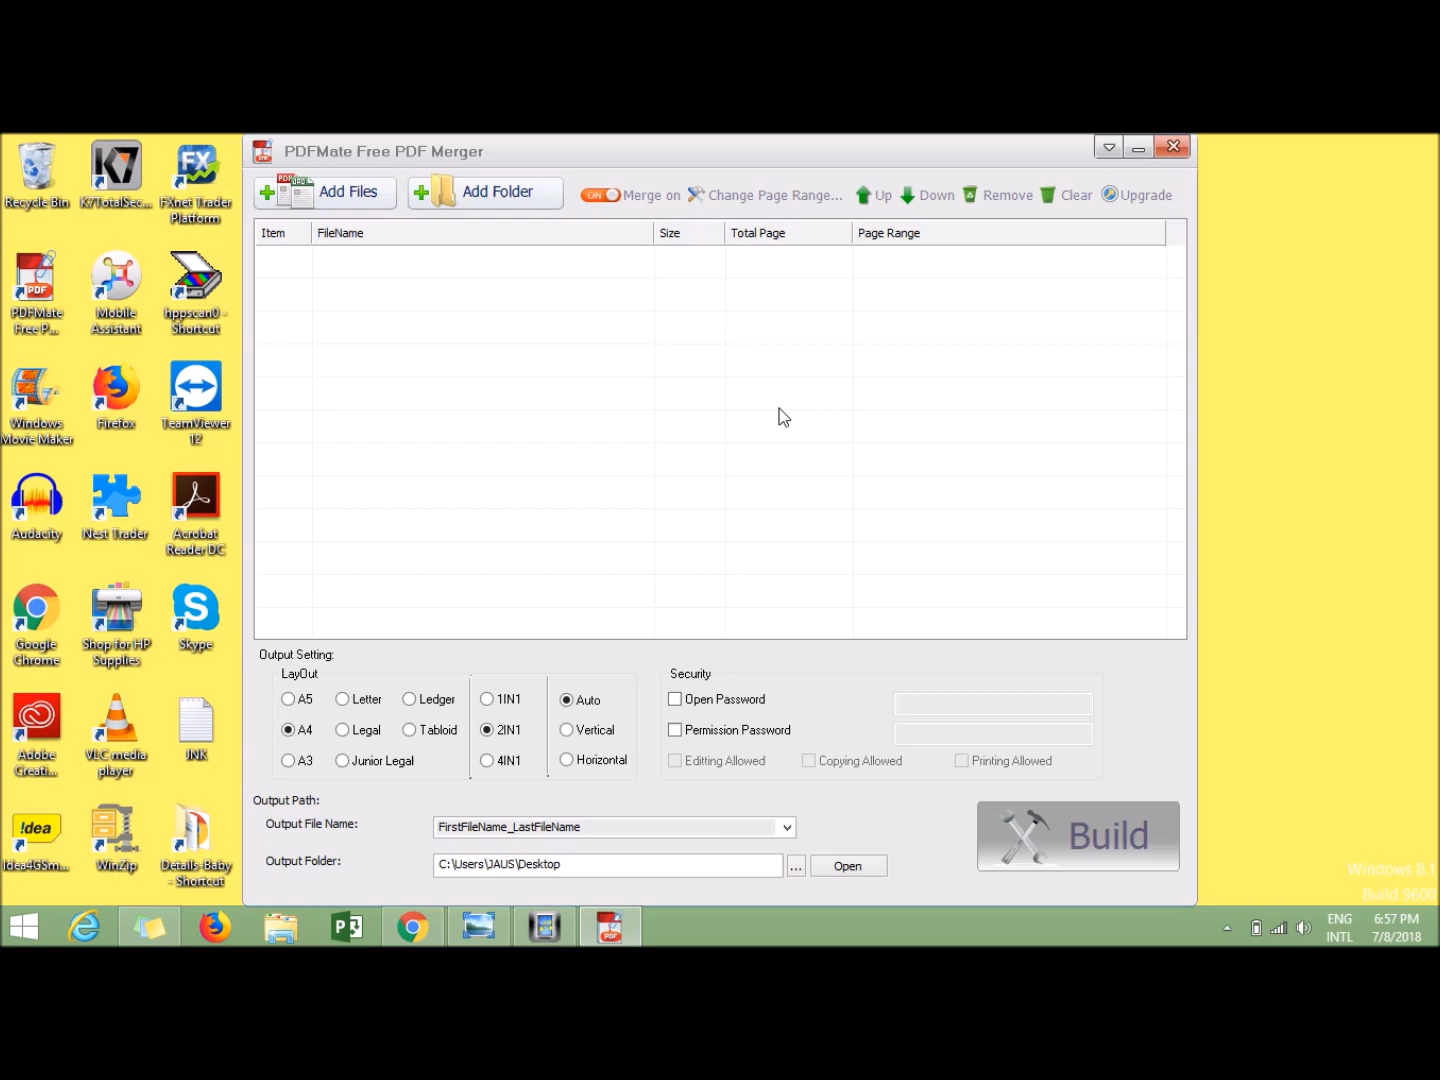 PDFMate Free PDF Merger
Add Files
Add Folder
ON Merge on
Change Page Range...
Up
Down
Remove
Clear
Upgrade
Item
FileName
Size
Total Page
Page Range
Output Setting:
LayOut
A5
Letter
Ledger
1IN1
Auto
A4
Legal
Tabloid
2IN1
Vertical
A3
Junior Legal
4IN1
Horizontal
Security
Open Password
Permission Password
Editting Allowed
Copying Allowed
Printing Allowed
Output Path:
Output File Name:
FirstFileName_LastFileName
Output Folder:
C:\Users\JAUS\Desktop
...
Open
Build
Recycle Bin
K7
K7TotalSec...
FX
FXnet Trader
Platform
PDF
PDFMate
Free P...
Mobile
Assistant
hppscan0 -
Shortcut
Windows
Movie Maker
Firefox
TeamViewer
12
Audacity
Nest Trader
Acrobat
Reader DC
Google
Chrome
Shop for HP
Supplies
Skype
Adobe
Creati...
VLC media
player
JNK
!dea
Idea4GSm...
WinZip
Details-Baby
- Shortcut
Windows 8.1
Build 9600
ENG
INTL
6:57 PM
7/8/2018